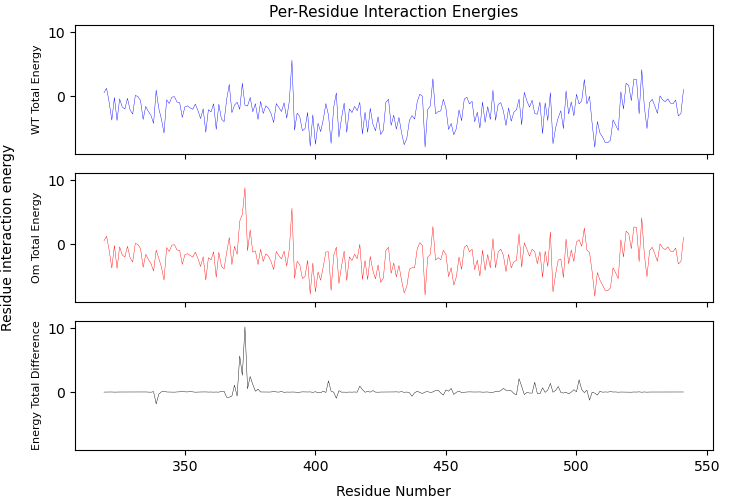 Per-Residue Interaction Energies
Residue interaction energy
WT Total Energy
10
0
Om Total Energy
10
0
Energy Total Difference
10
0
350 400 450 500 550
Residue Number